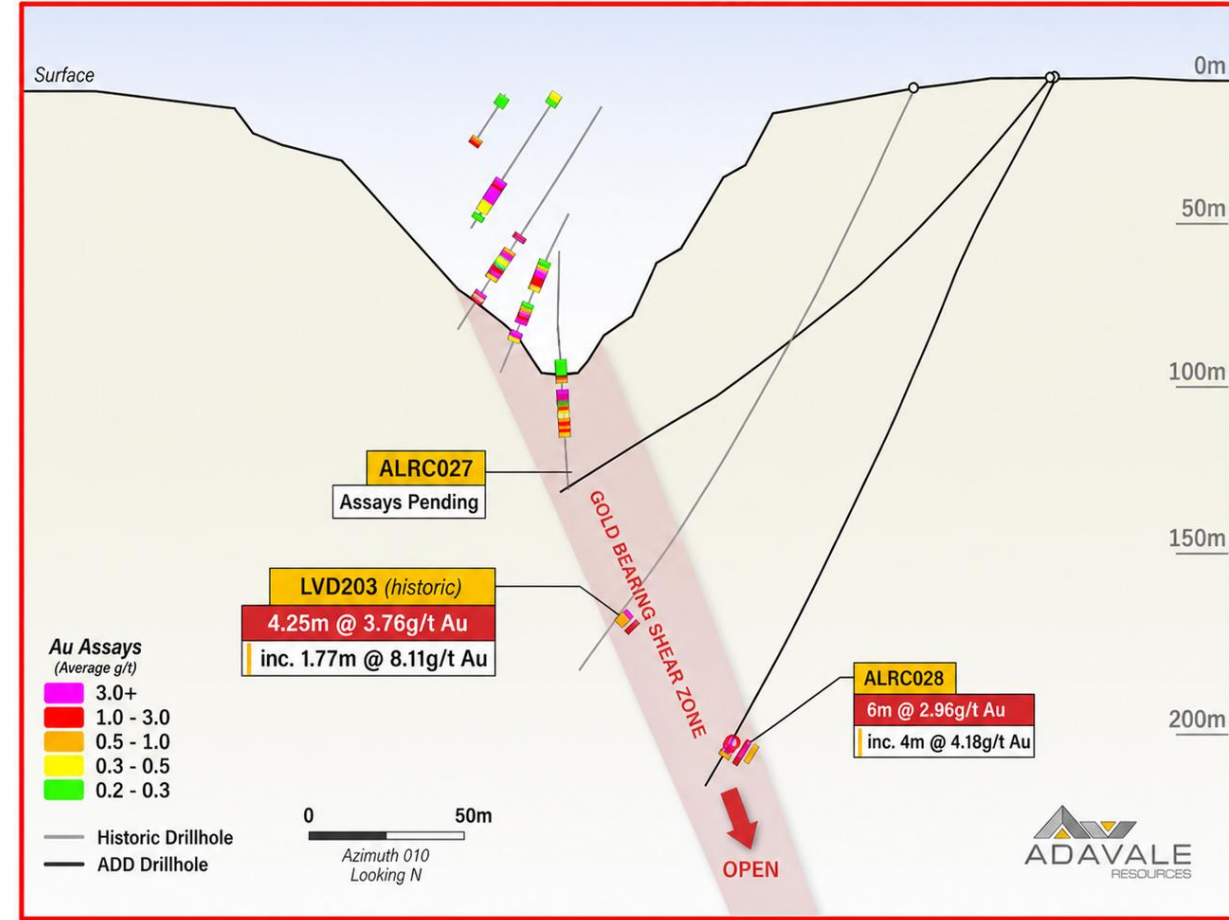 Surface
0m
50m
100m
150m
200m
ALRC027
Assays Pending
GOLD BEARING SHEAR ZONE
LVD203 (historic)
4.25m @ 3.76g/t Au
inc. 1.77m @ 8.11g/t Au
ALRC028
6m @ 2.96g/t Au
inc. 4m @ 4.18g/t Au
OPEN
Au Assays
(Average g/t)
3.0+
1.0 - 3.0
0.5 - 1.0
0.3 - 0.5
0.2 - 0.3
Historic Drillhole
ADD Drillhole
0 50m
Azimuth 010
Looking N
ADAVALE
RESOURCES